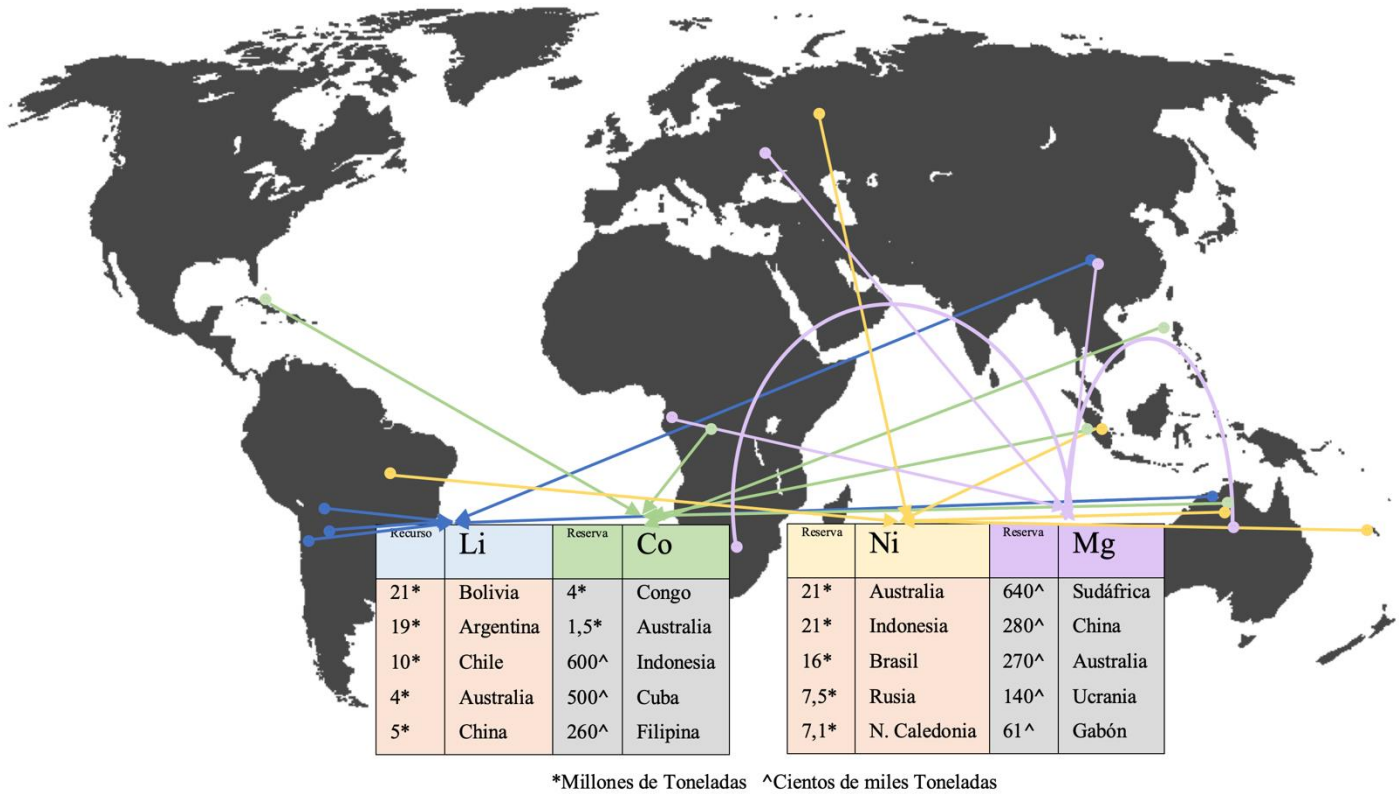 Recurso Li Reserva Co Reserva Ni Reserva Mg
21* Bolivia 4* Congo 21* Australia 640^ Sudáfrica
19* Argentina 1,5* Australia 21* Indonesia 280^ China
10* Chile 600^ Indonesia 16* Brasil 270^ Australia
4* Australia 500^ Cuba 7,5* Rusia 140^ Ucrania
5* China 260^ Filipina 7,1* N. Caledonia 61^ Gabón
*Millones de Toneladas ^Cientos de miles Toneladas